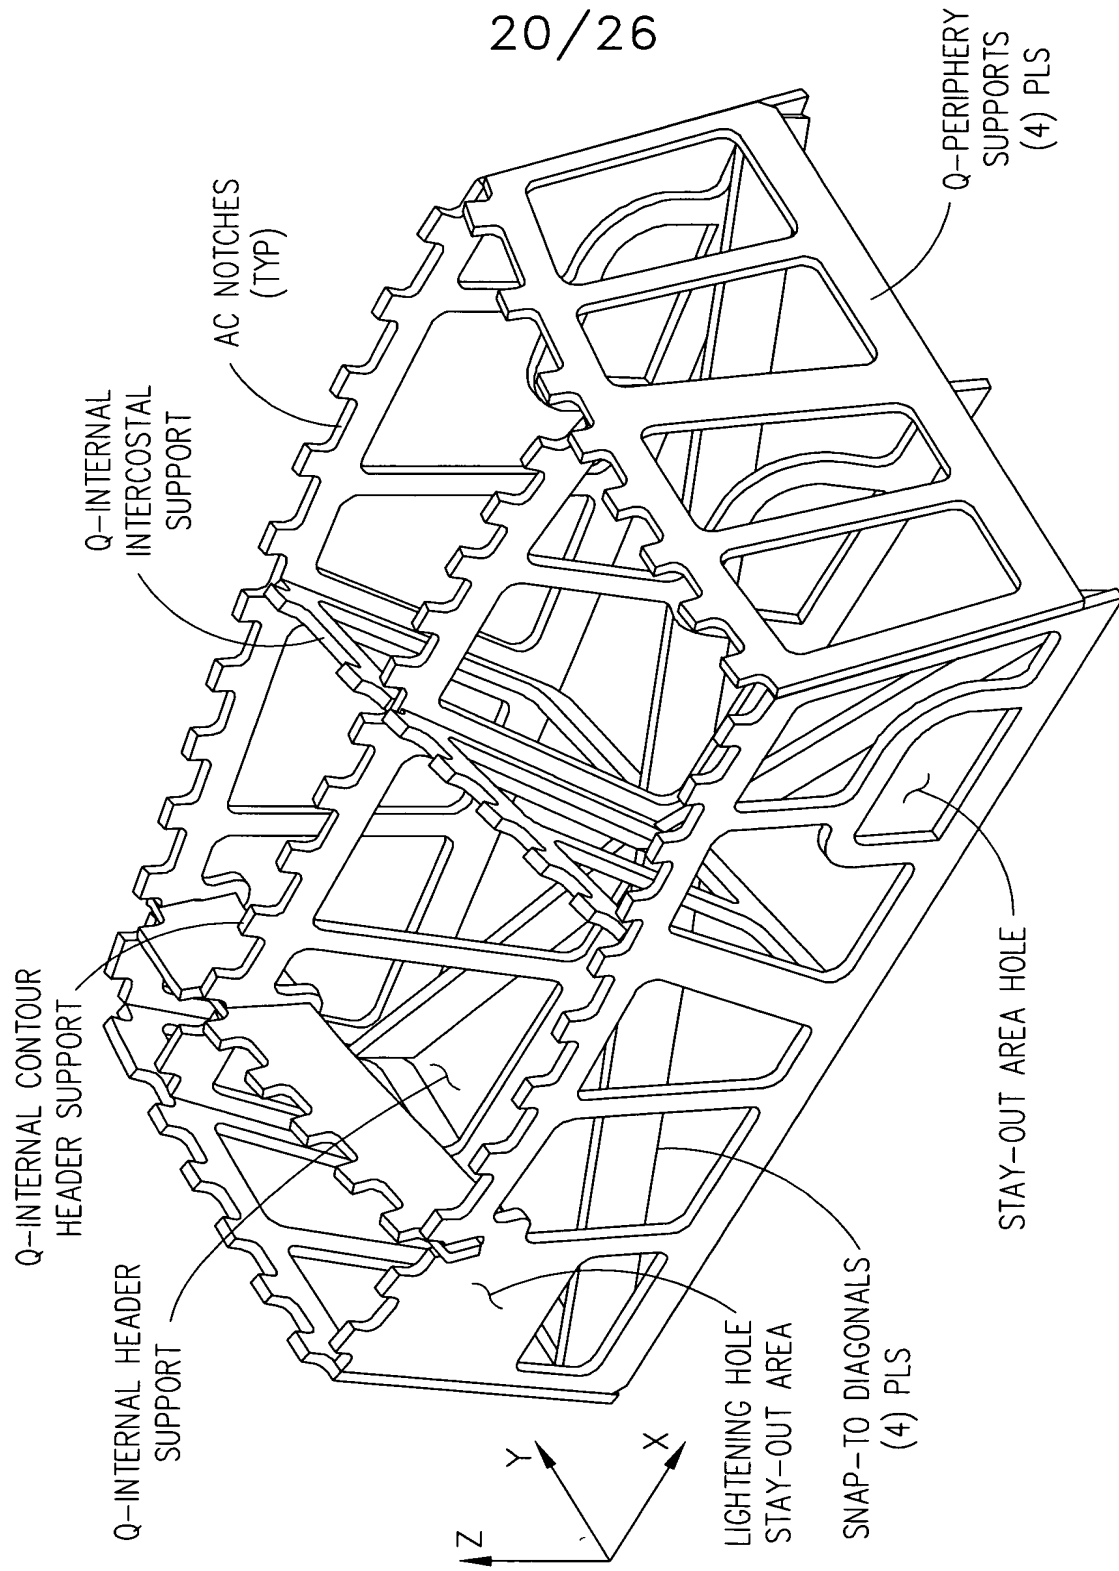 20/26
Q-INTERNAL HEADER
SUPPORT
Q-INTERNAL CONTOUR
HEADER SUPPORT
Q-INTERNAL
INTERCOSTAL
SUPPORT
AC NOTCHES
(TYP)
Q-PERIPHERY
SUPPORTS
(4) PLS
STAY-OUT AREA HOLE
SNAP-TO DIAGONALS
(4) PLS
LIGHTENING HOLE
STAY-OUT AREA
Z
Y
X